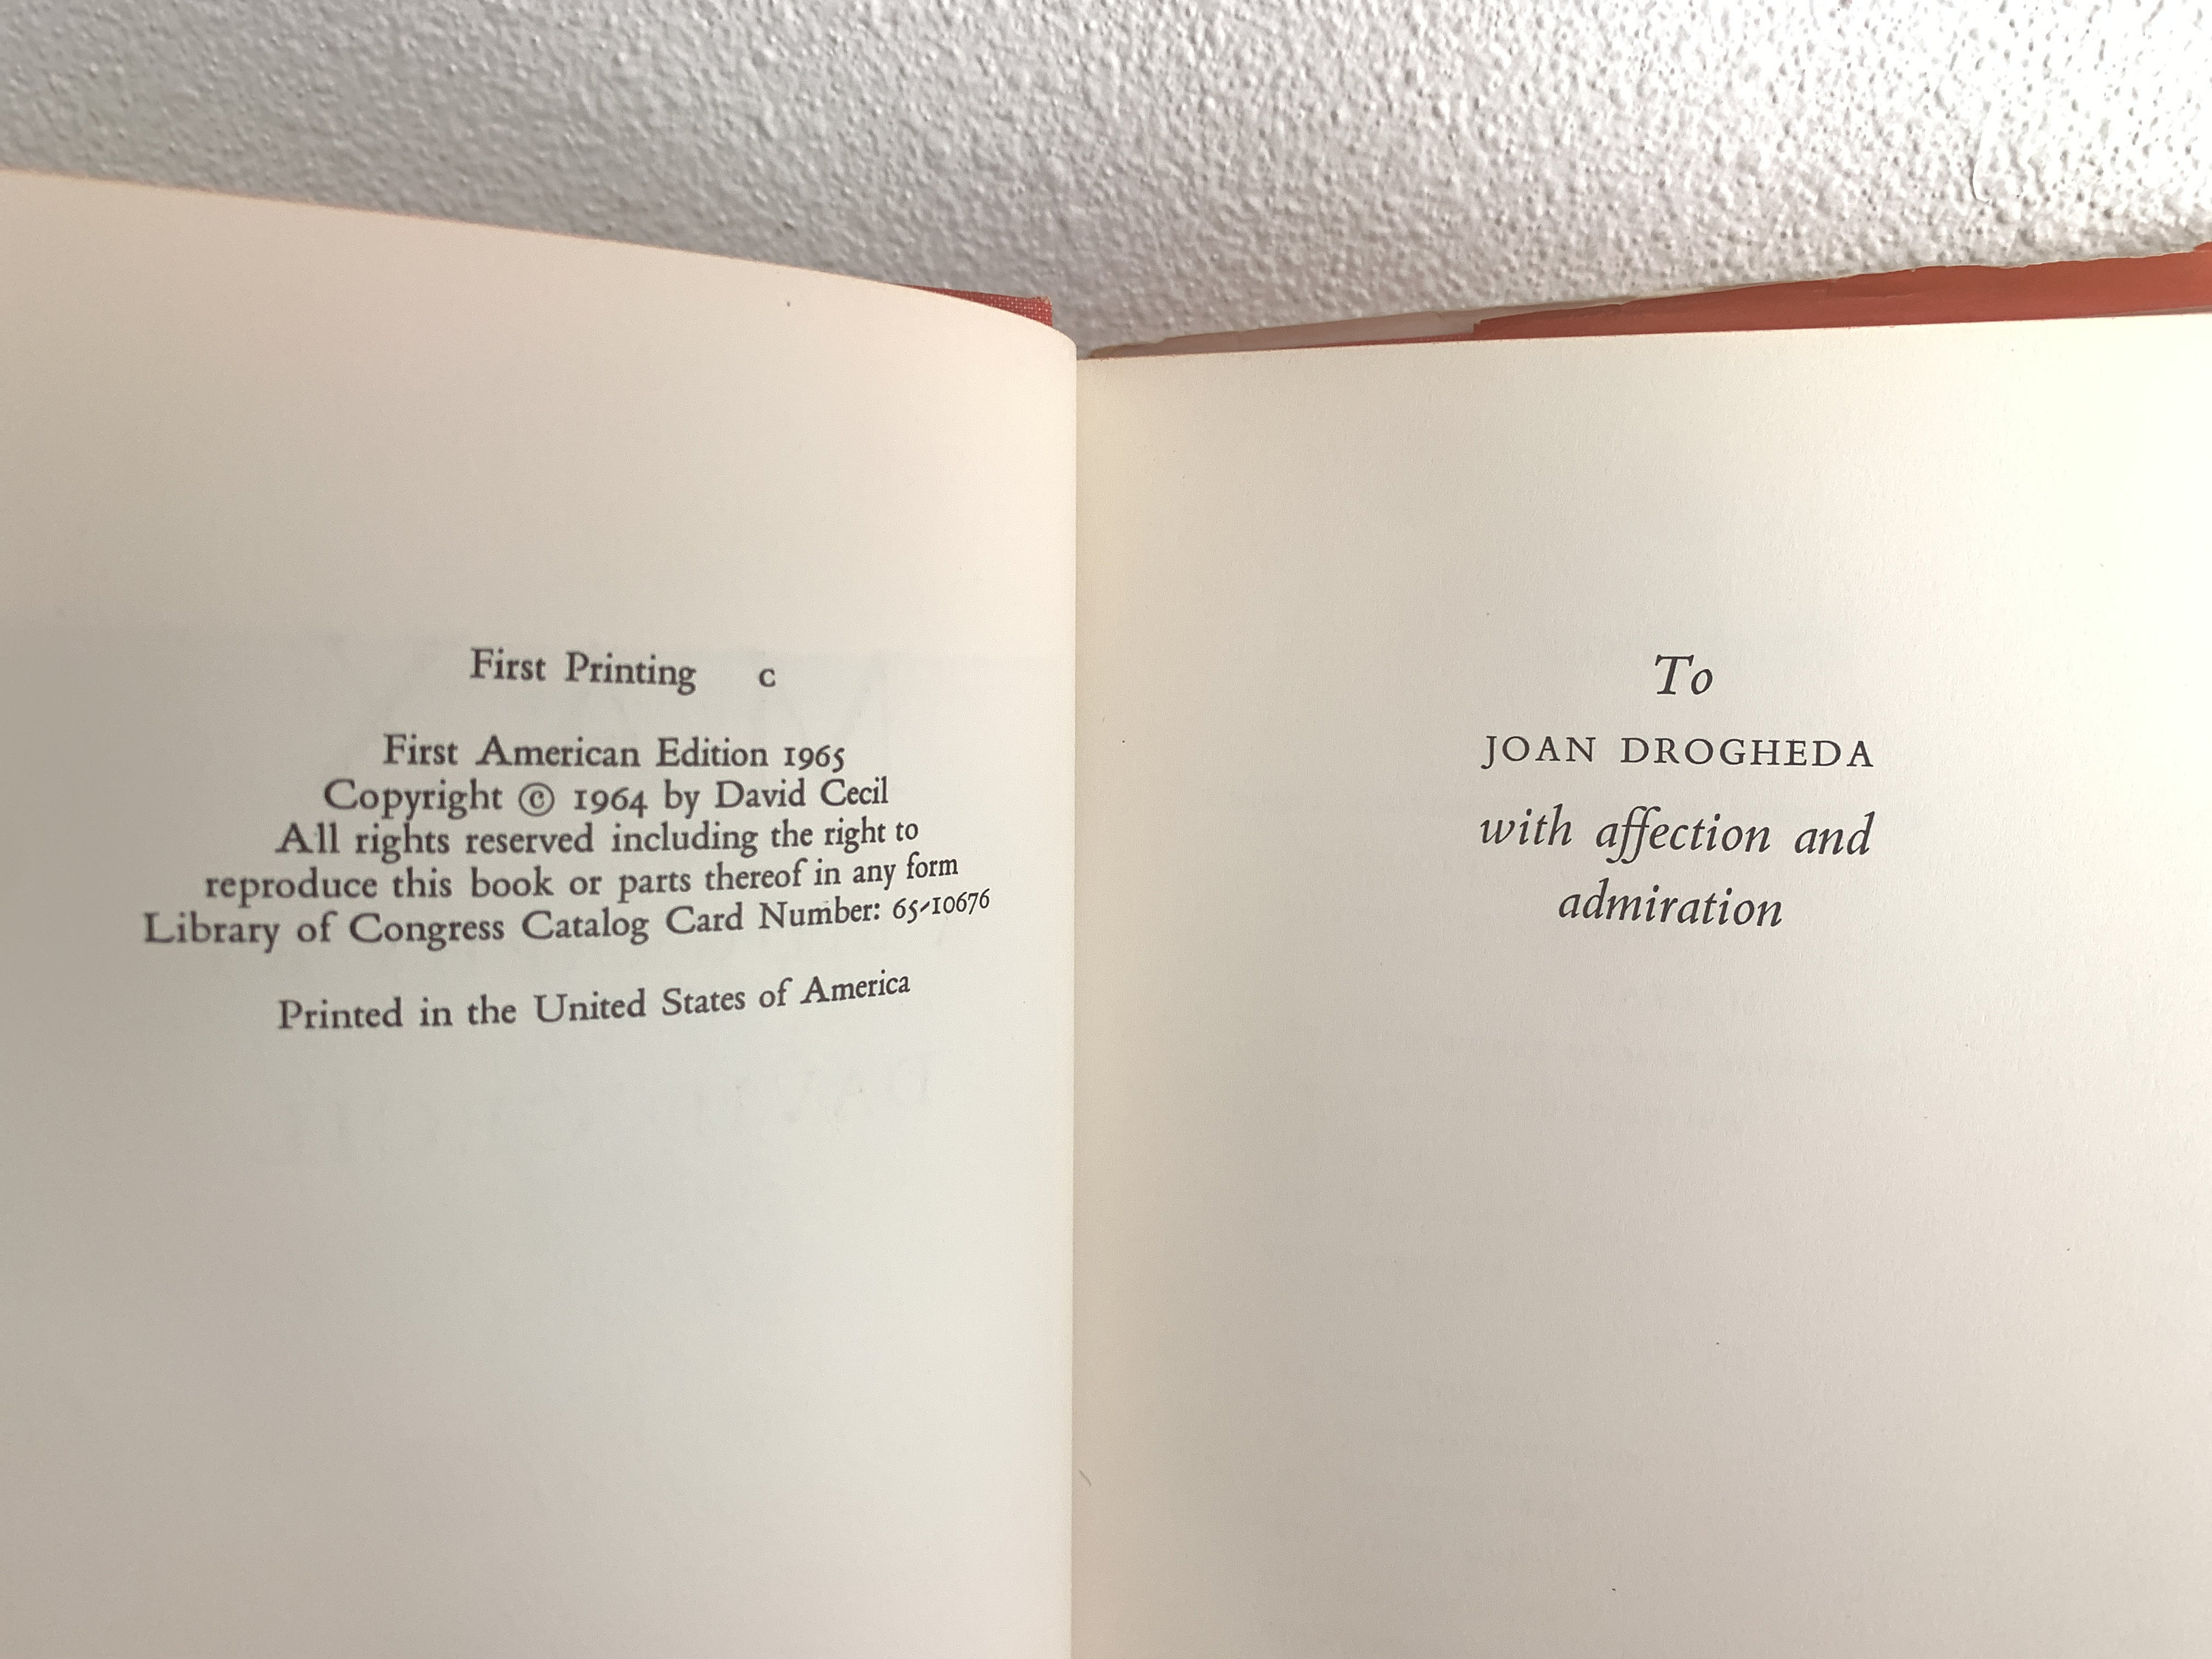 First Printing c
First American Edition 1965
Copyright © 1964 by David Cecil
All rights reserved including the right to
reproduce this book or parts thereof in any form
Library of Congress Catalog Card Number: 65-10676
Printed in the United States of America
To
JOAN DROGHEDA
with affection and
admiration